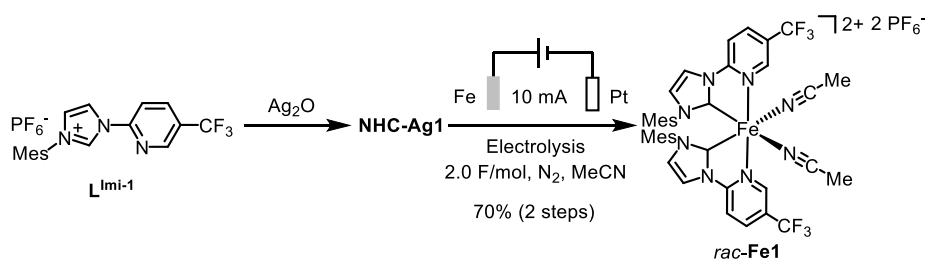 PF₆⁻
N
+
N
Mes
N
CF₃
L^Imi-1
Ag₂O
NHC-Ag1
Fe
10 mA
Pt
Electrolysis
2.0 F/mol, N₂, MeCN
70% (2 steps)
CF₃
2+ 2 PF₆⁻
N
N
N
Mes
Me
N≡C
Fe
Mes
N
N≡C
Me
N
N
CF₃
rac-Fe1